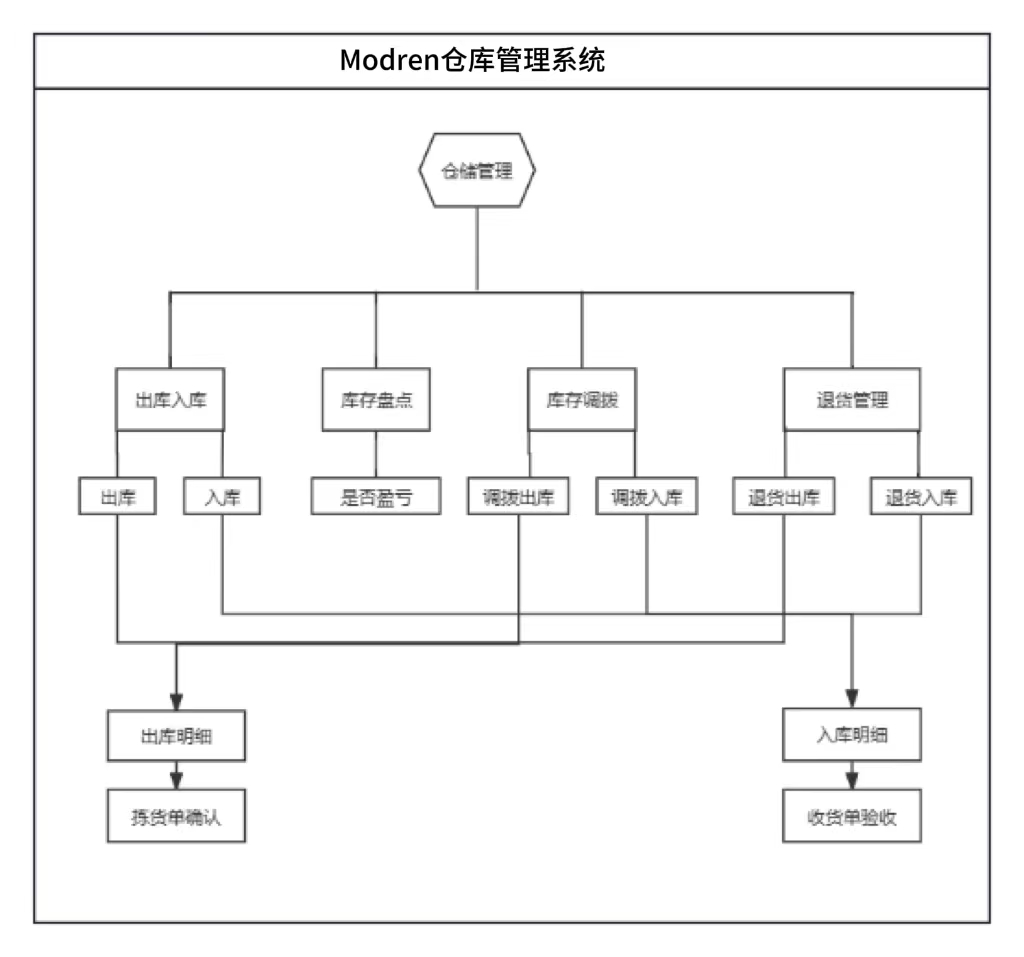 Modren仓库管理系统
仓储管理
出库入库
库存盘点
库存调拨
退货管理
出库
入库
是否盈亏
调拨出库
调拨入库
退货出库
退货入库
出库明细
入库明细
拣货单确认
收货单验收